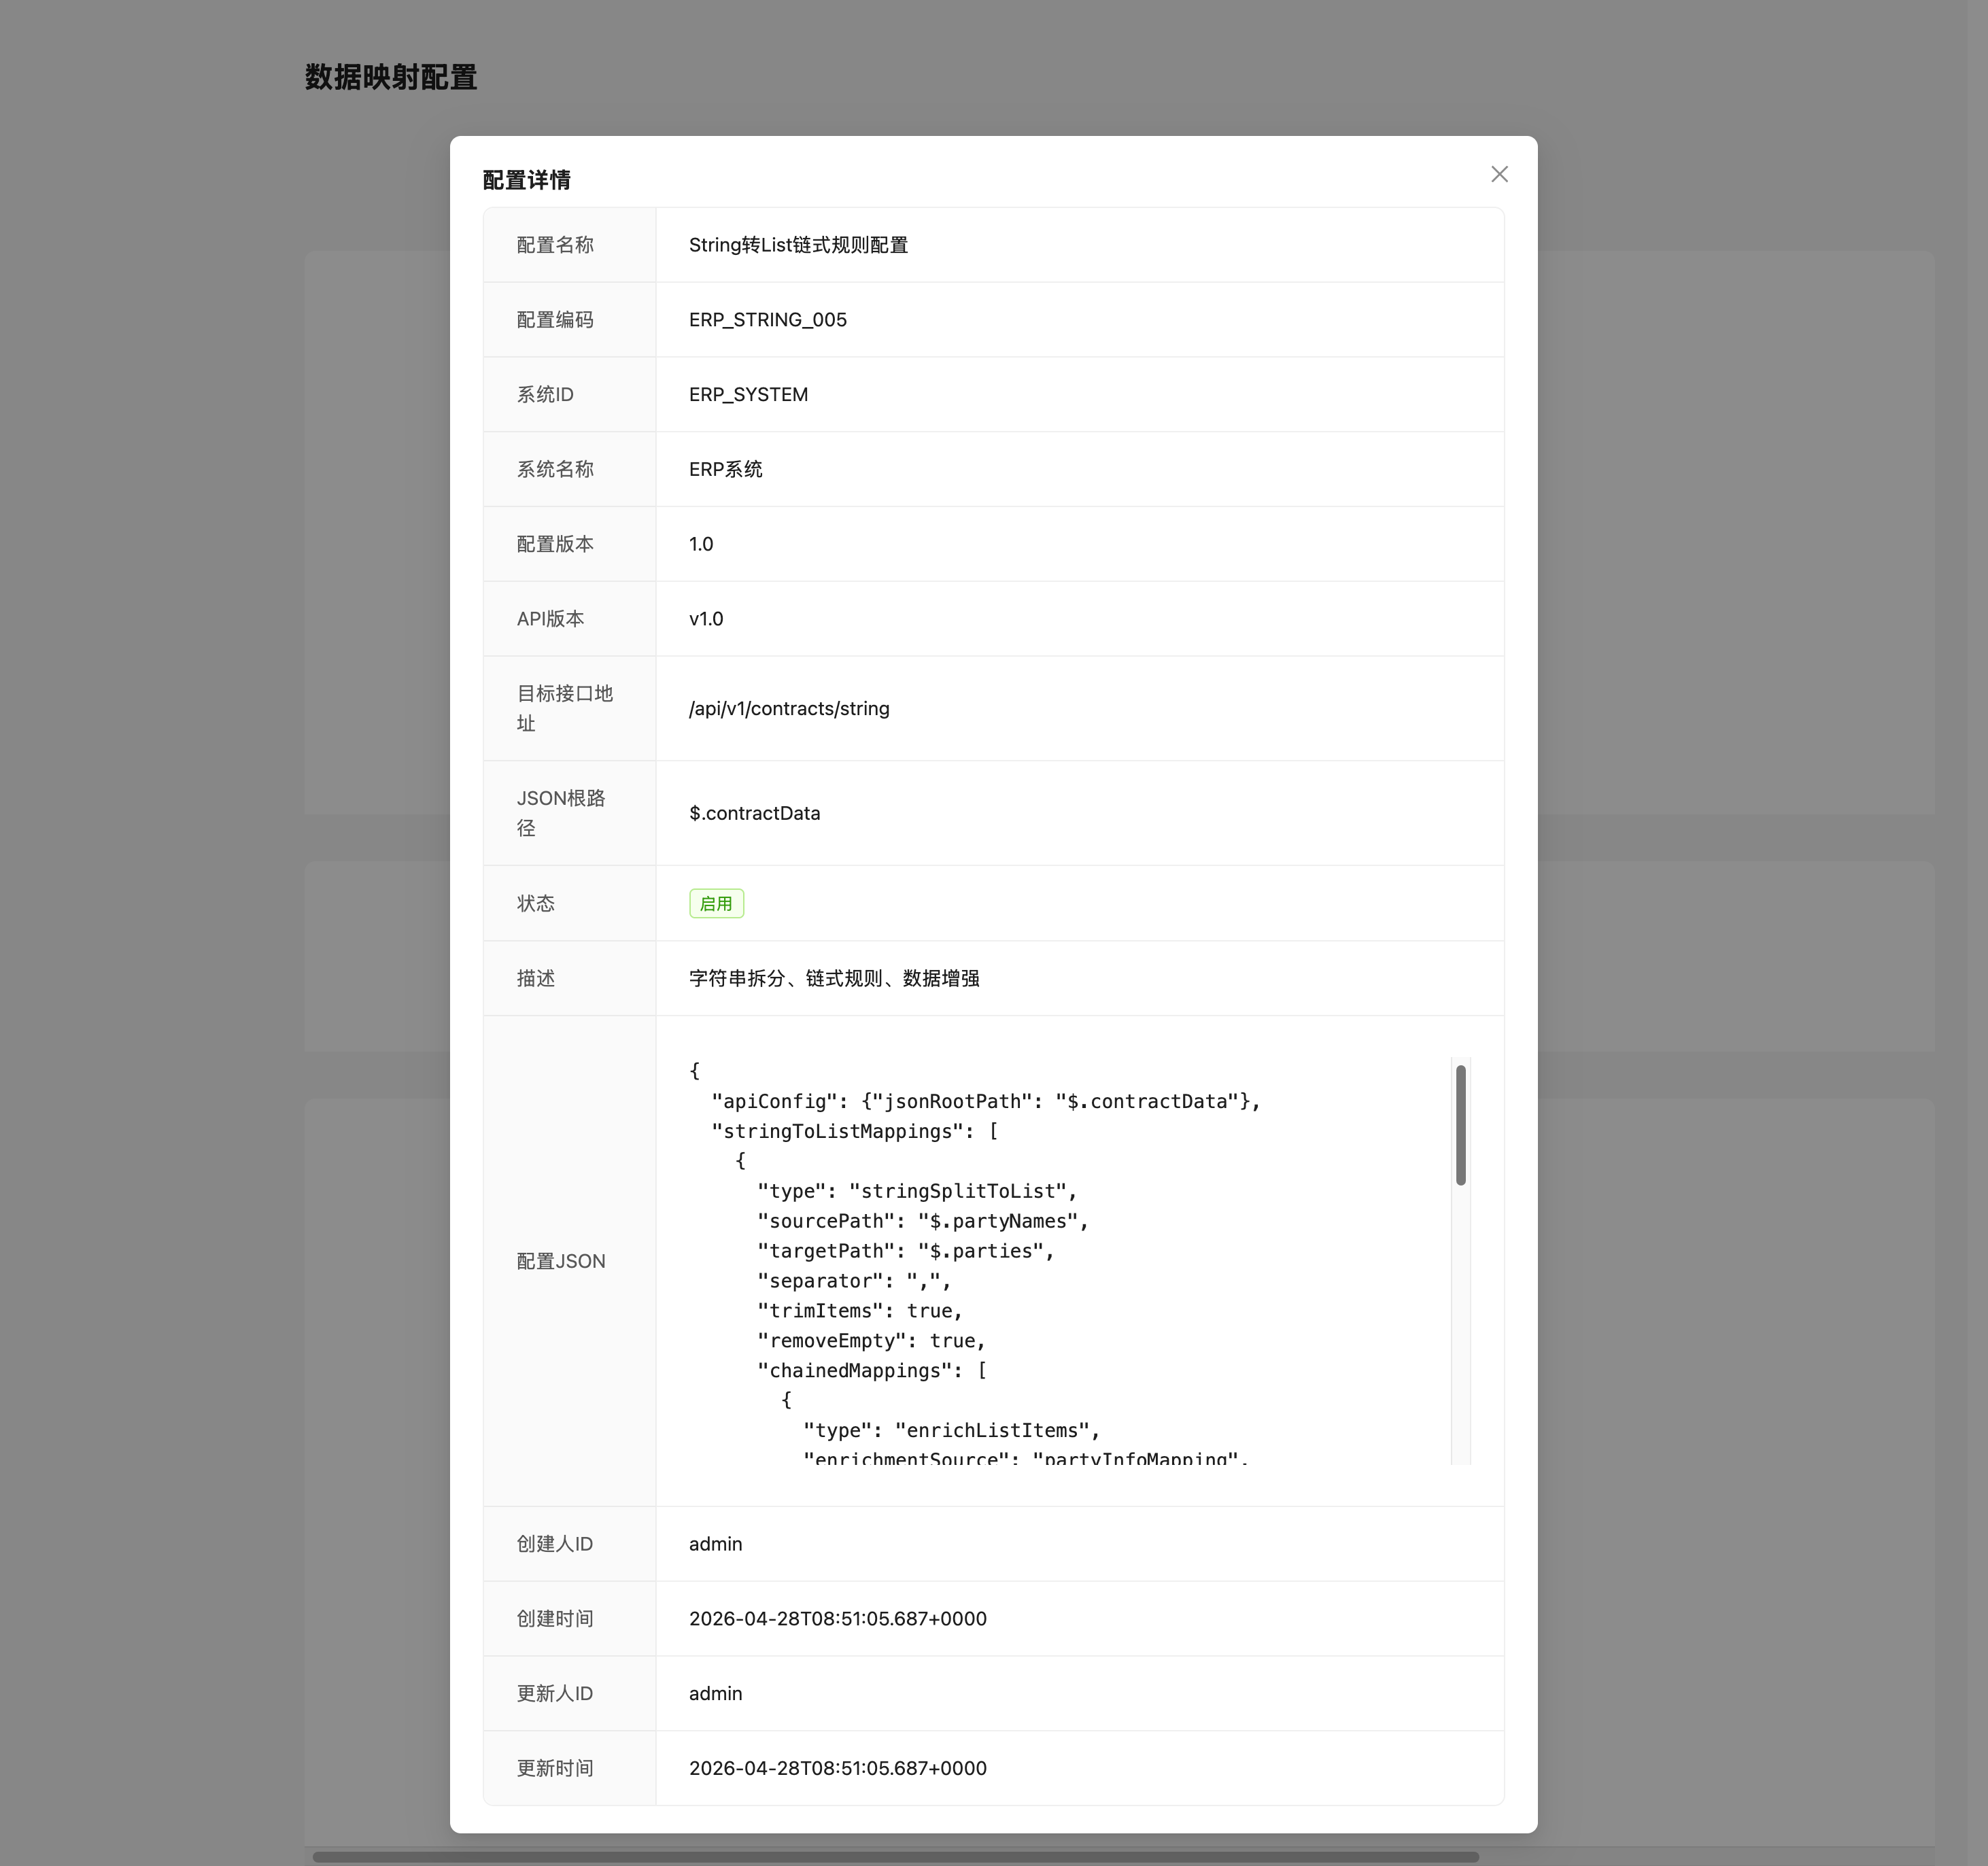 数据映射配置
配置详情
配置名称
String转List链式规则配置
配置编码
ERP_STRING_005
系统ID
ERP_SYSTEM
系统名称
ERP系统
配置版本
1.0
API版本
v1.0
目标接口地
址
/api/v1/contracts/string
JSON根路
径
$.contractData
状态
启用
描述
字符串拆分、链式规则、数据增强
配置JSON
{
  "apiConfig": {"jsonRootPath": "$.contractData"},
  "stringToListMappings": [
    {
      "type": "stringSplitToList",
      "sourcePath": "$.partyNames",
      "targetPath": "$.parties",
      "separator": ",",
      "trimItems": true,
      "removeEmpty": true,
      "chainedMappings": [
        {
          "type": "enrichListItems",
          "enrichmentSource": "partyInfoMapping",
创建人ID
admin
创建时间
2026-04-28T08:51:05.687+0000
更新人ID
admin
更新时间
2026-04-28T08:51:05.687+0000